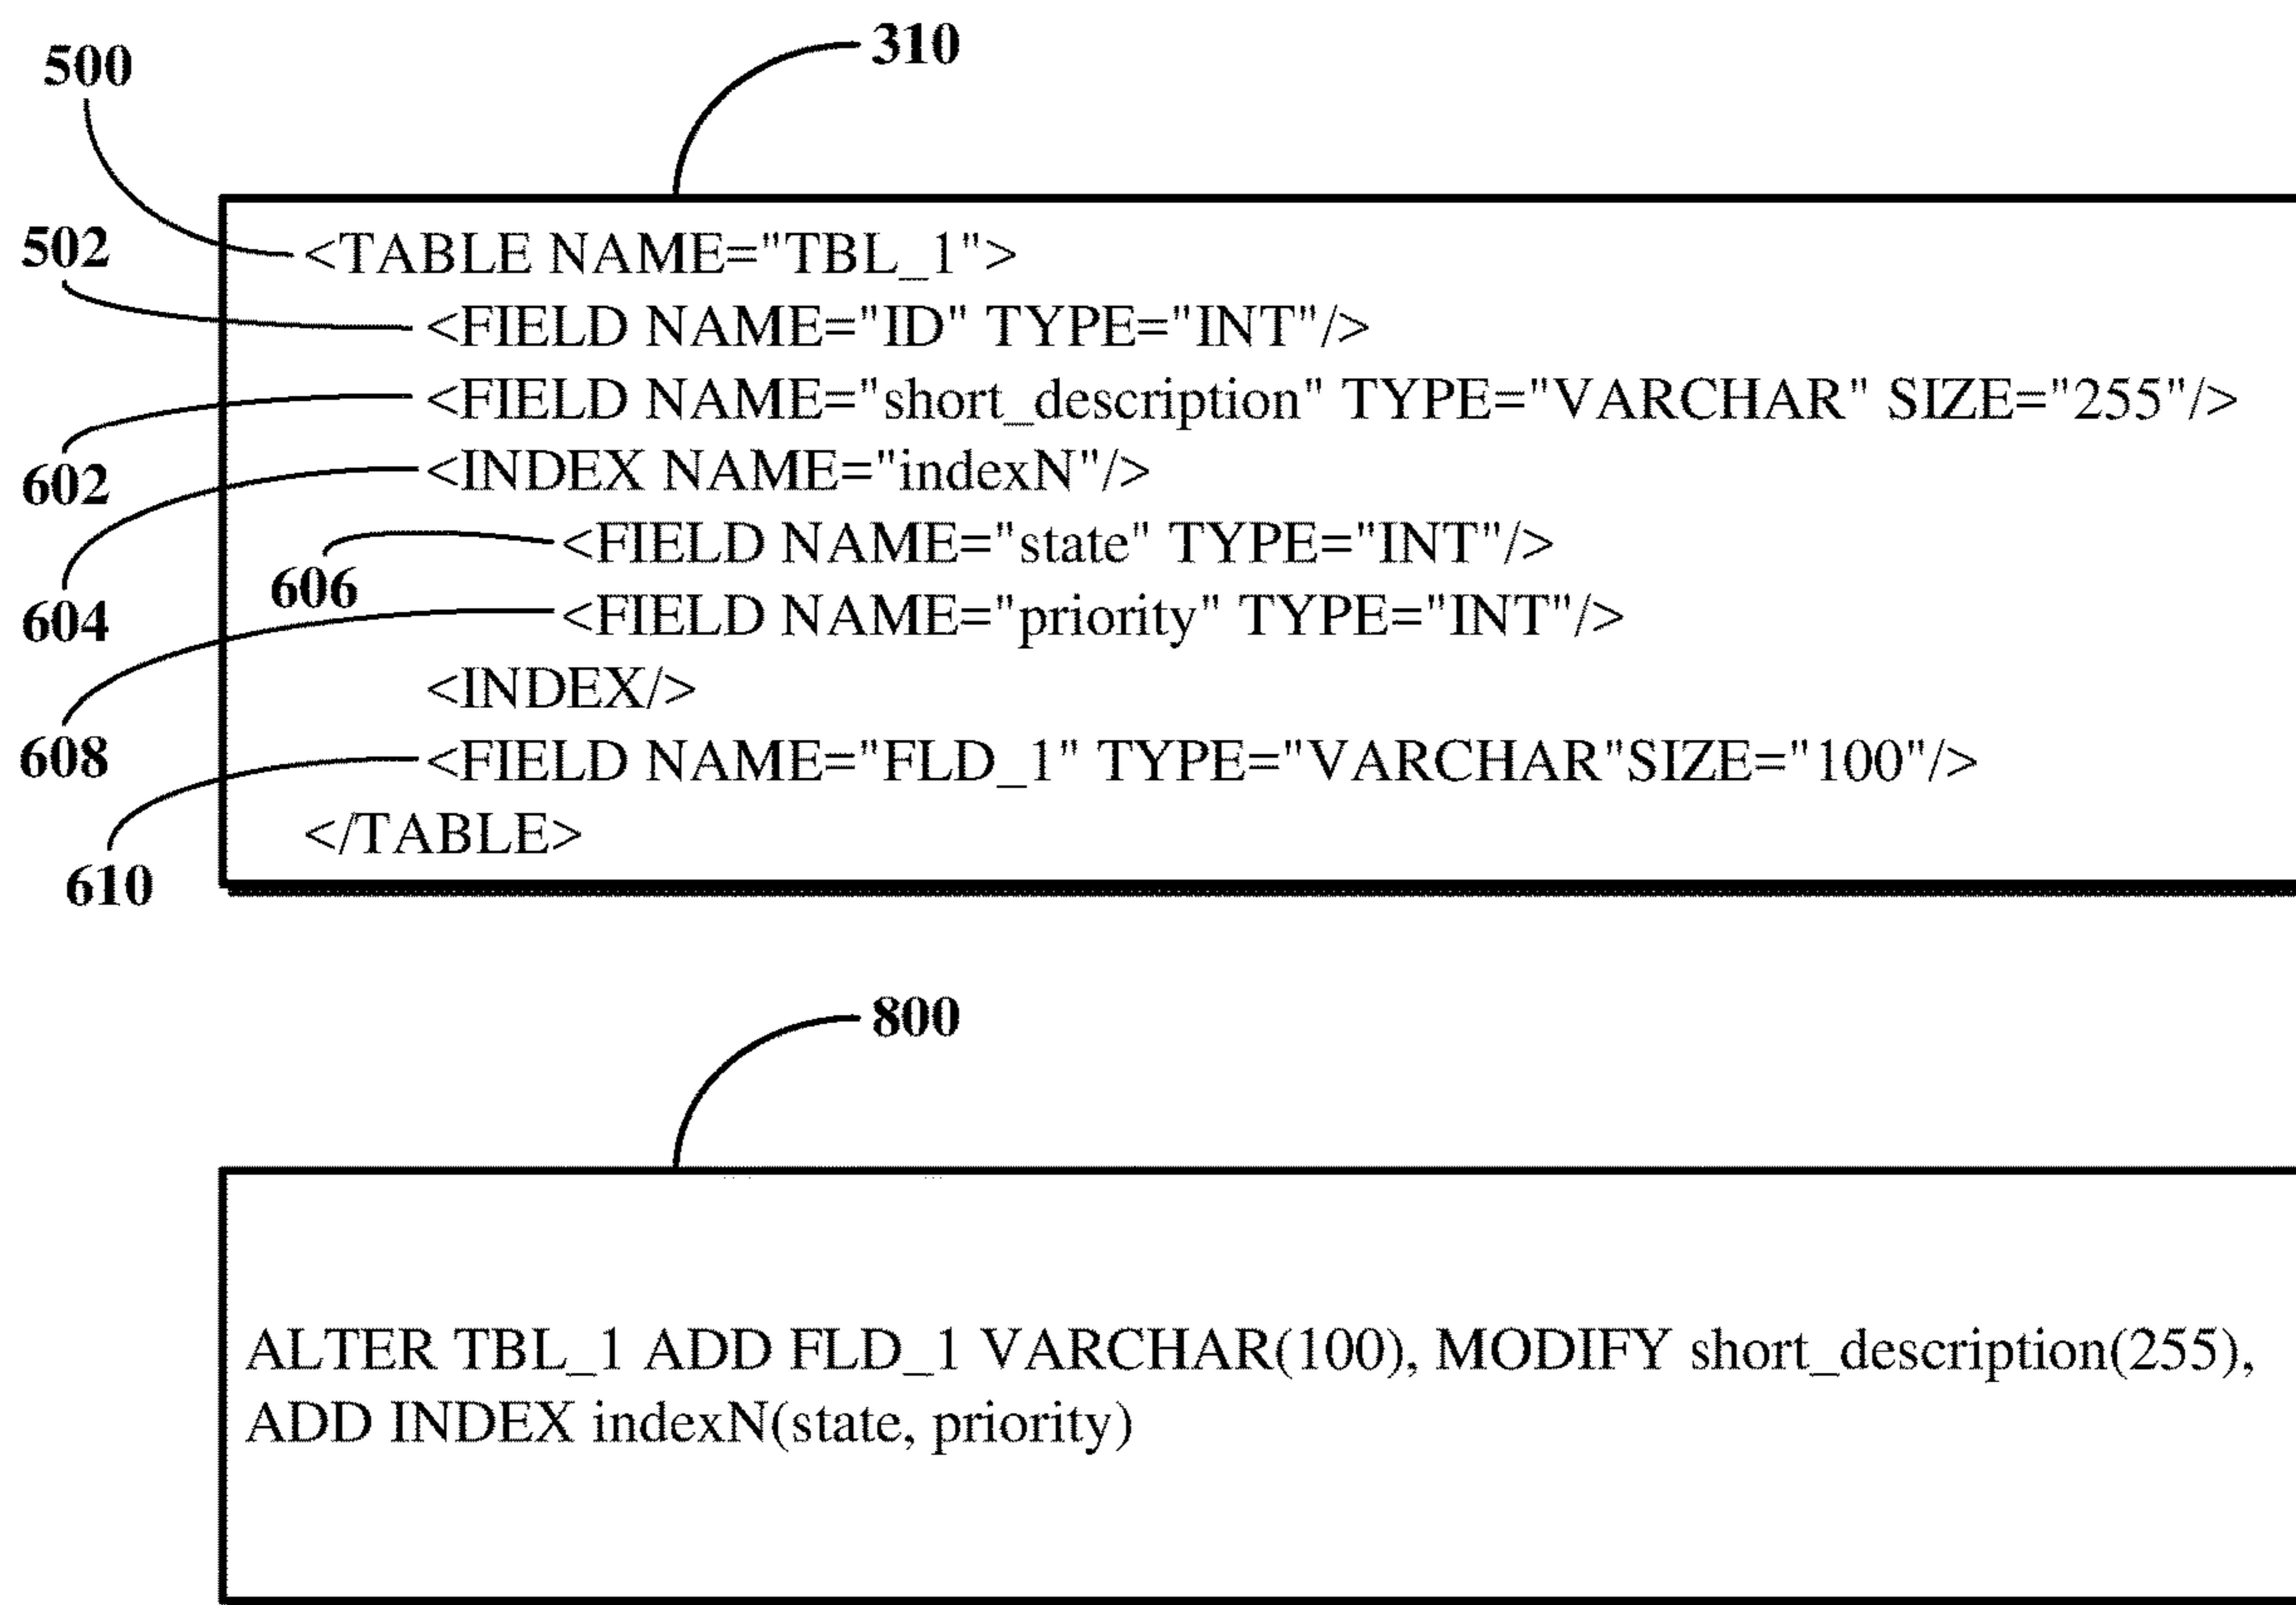 310
500
502
<TABLE NAME="TBL_1">
<FIELD NAME="ID" TYPE="INT"/>
<FIELD NAME="short_description" TYPE="VARCHAR" SIZE="255"/>
602
<INDEX NAME="indexN"/>
<FIELD NAME="state" TYPE="INT"/>
606
604
<FIELD NAME="priority" TYPE="INT"/>
<INDEX/>
608
<FIELD NAME="FLD_1" TYPE="VARCHAR"SIZE="100"/>
</TABLE>
610
800
ALTER TBL_1 ADD FLD_1 VARCHAR(100), MODIFY short_description(255),
ADD INDEX indexN(state, priority)